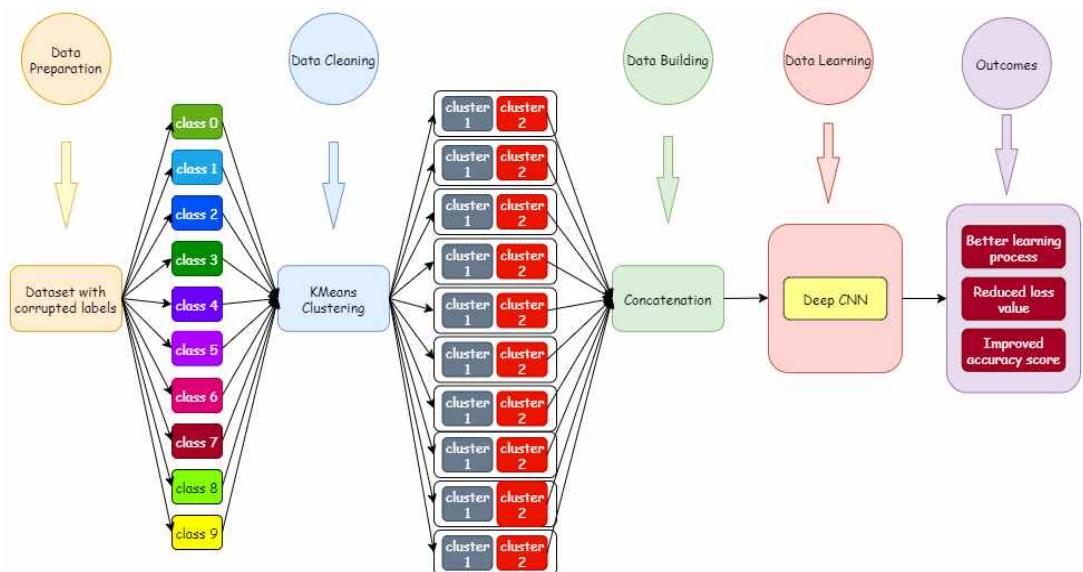 Data
Preparation
Data Cleaning
Data Building
Data Learning
Outcomes
Dataset with
corrupted labels
class 0
class 1
class 2
class 3
class 4
class 5
class 6
class 7
class 8
class 9
KMeans
Clustering
cluster
1
cluster
2
cluster
1
cluster
2
cluster
1
cluster
2
cluster
1
cluster
2
cluster
1
cluster
2
cluster
1
cluster
2
cluster
1
cluster
2
cluster
1
cluster
2
cluster
1
cluster
2
cluster
1
cluster
2
Concatenation
Deep CNN
Better learning
process
Reduced loss
value
Improved
accuracy score